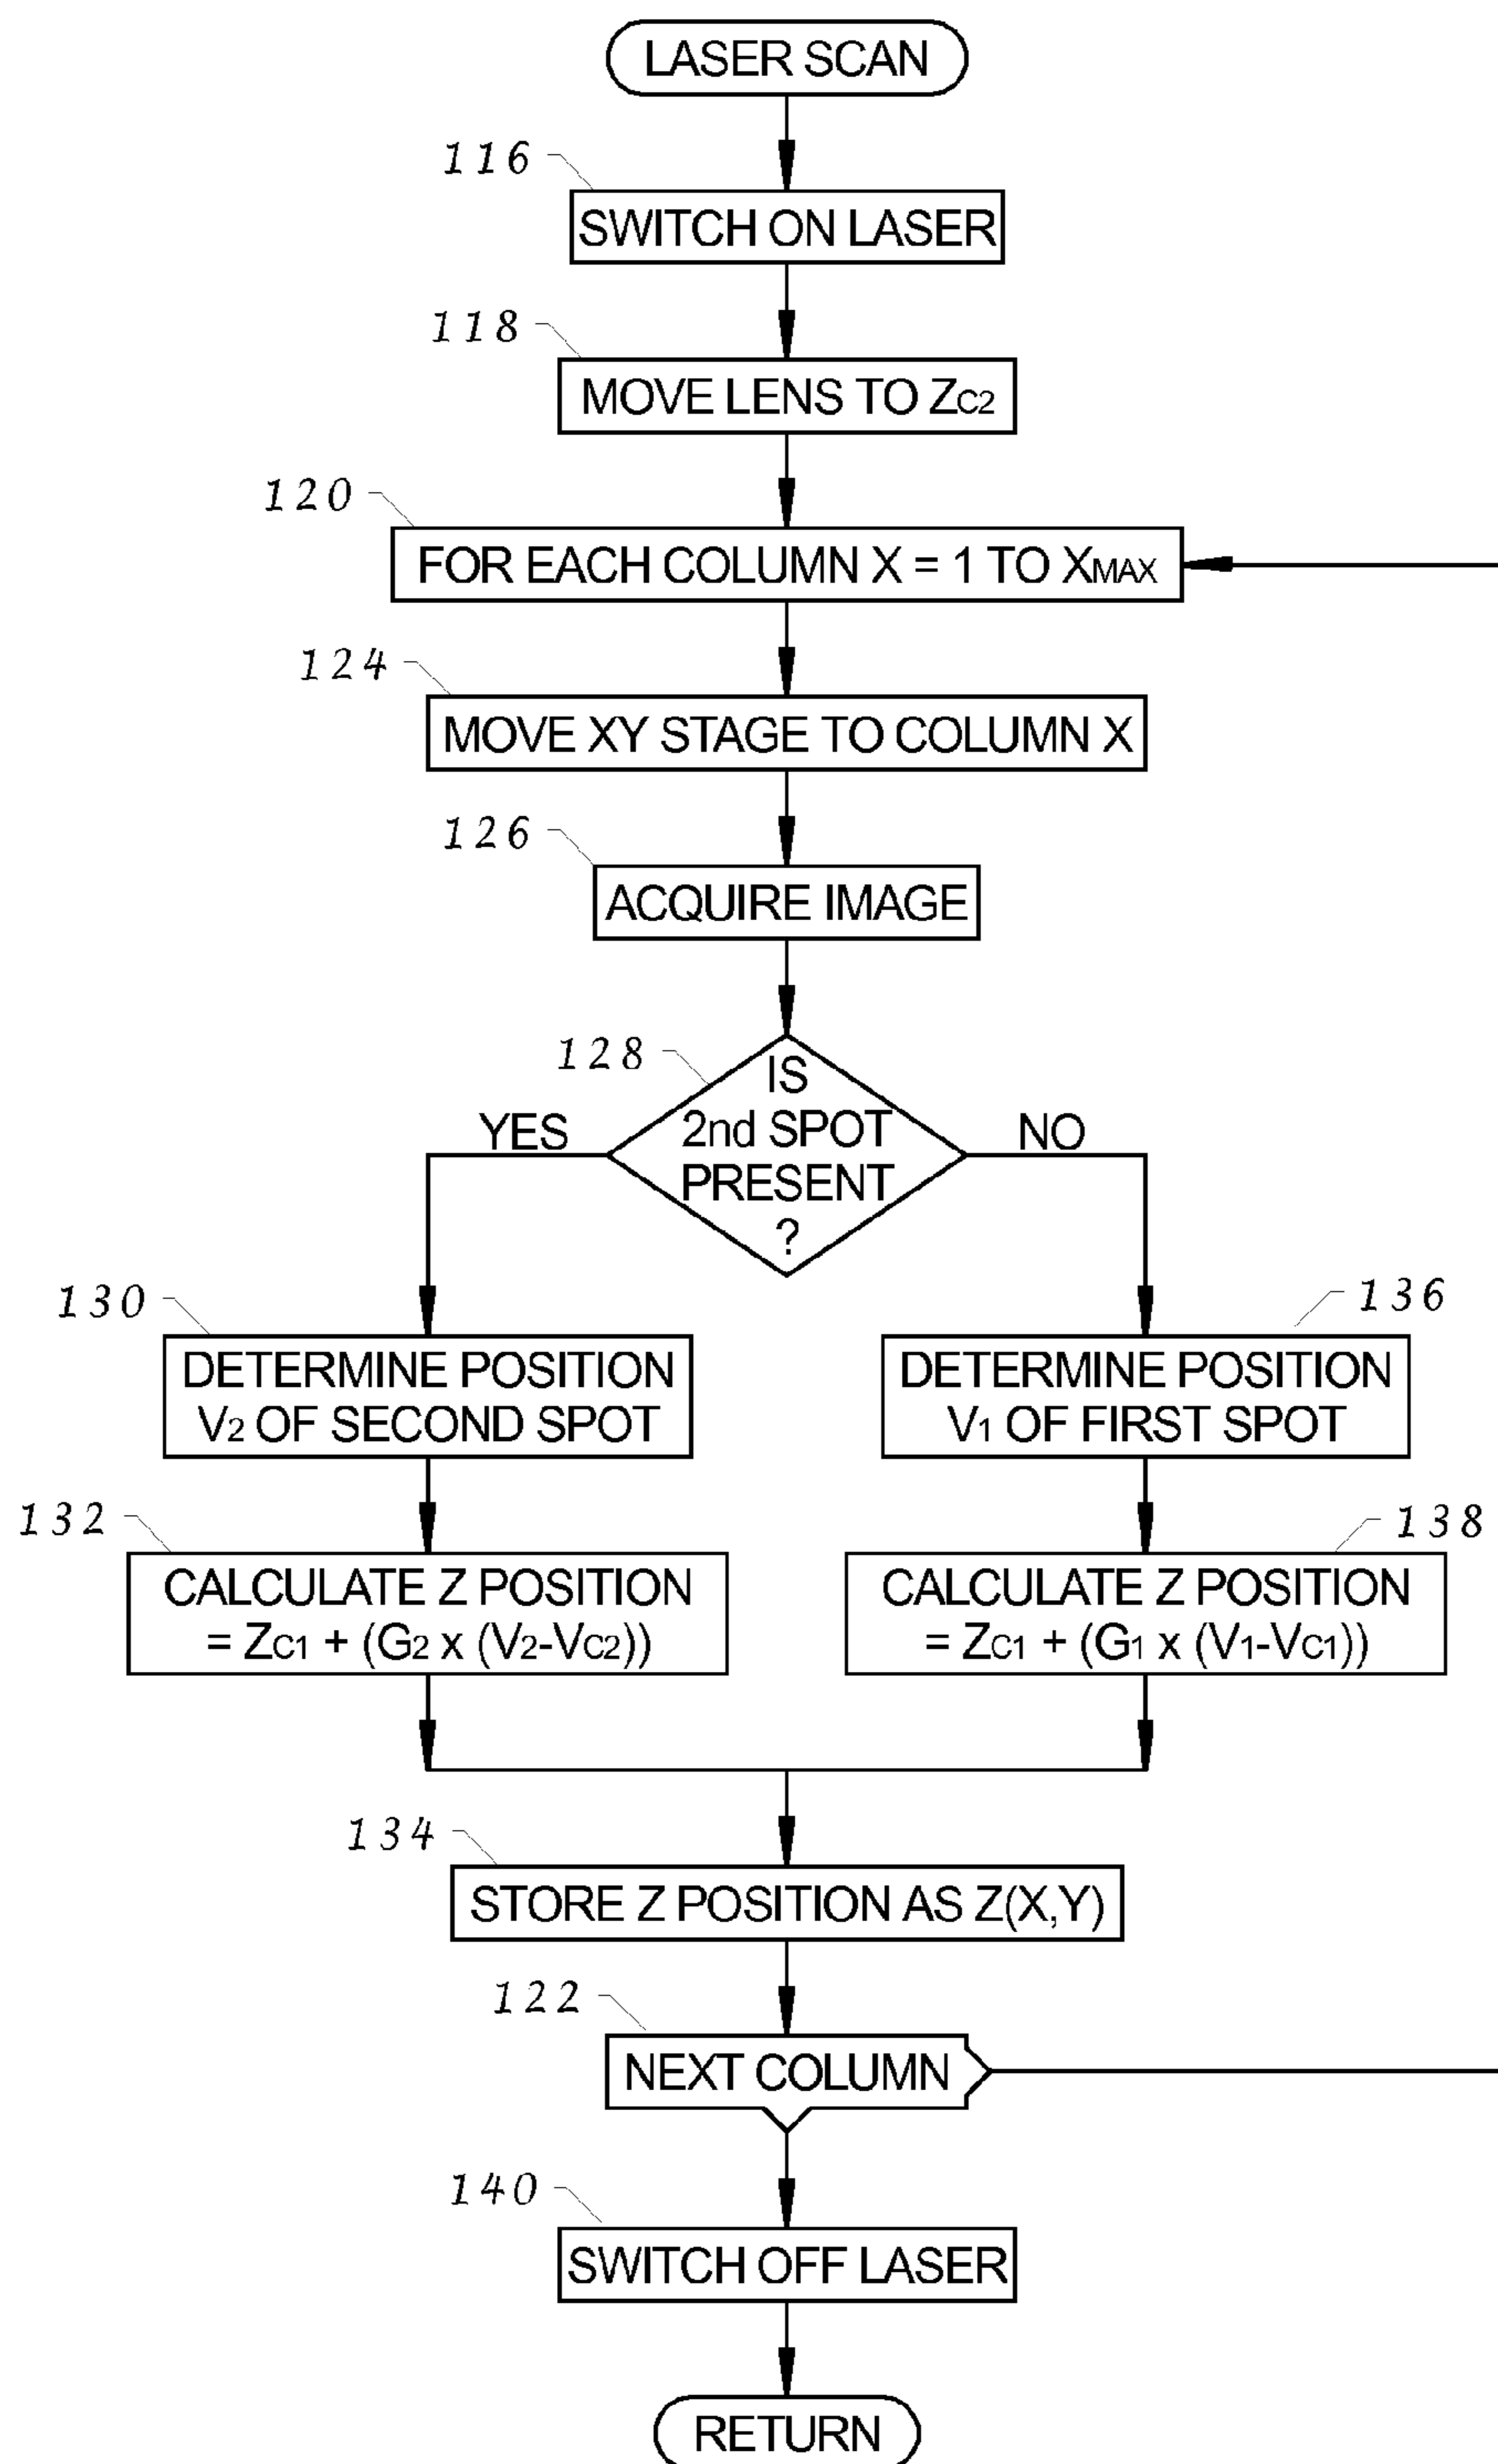 LASER SCAN
116
SWITCH ON LASER
118
MOVE LENS TO ZC2
120
FOR EACH COLUMN X = 1 TO XMAX
124
MOVE XY STAGE TO COLUMN X
126
ACQUIRE IMAGE
128
IS
2nd SPOT
PRESENT
?
YES
NO
130
DETERMINE POSITION
V2 OF SECOND SPOT
136
DETERMINE POSITION
V1 OF FIRST SPOT
132
CALCULATE Z POSITION
= ZC1 + (G2 x (V2-VC2))
138
CALCULATE Z POSITION
= ZC1 + (G1 x (V1-VC1))
134
STORE Z POSITION AS Z(X,Y)
122
NEXT COLUMN
140
SWITCH OFF LASER
RETURN